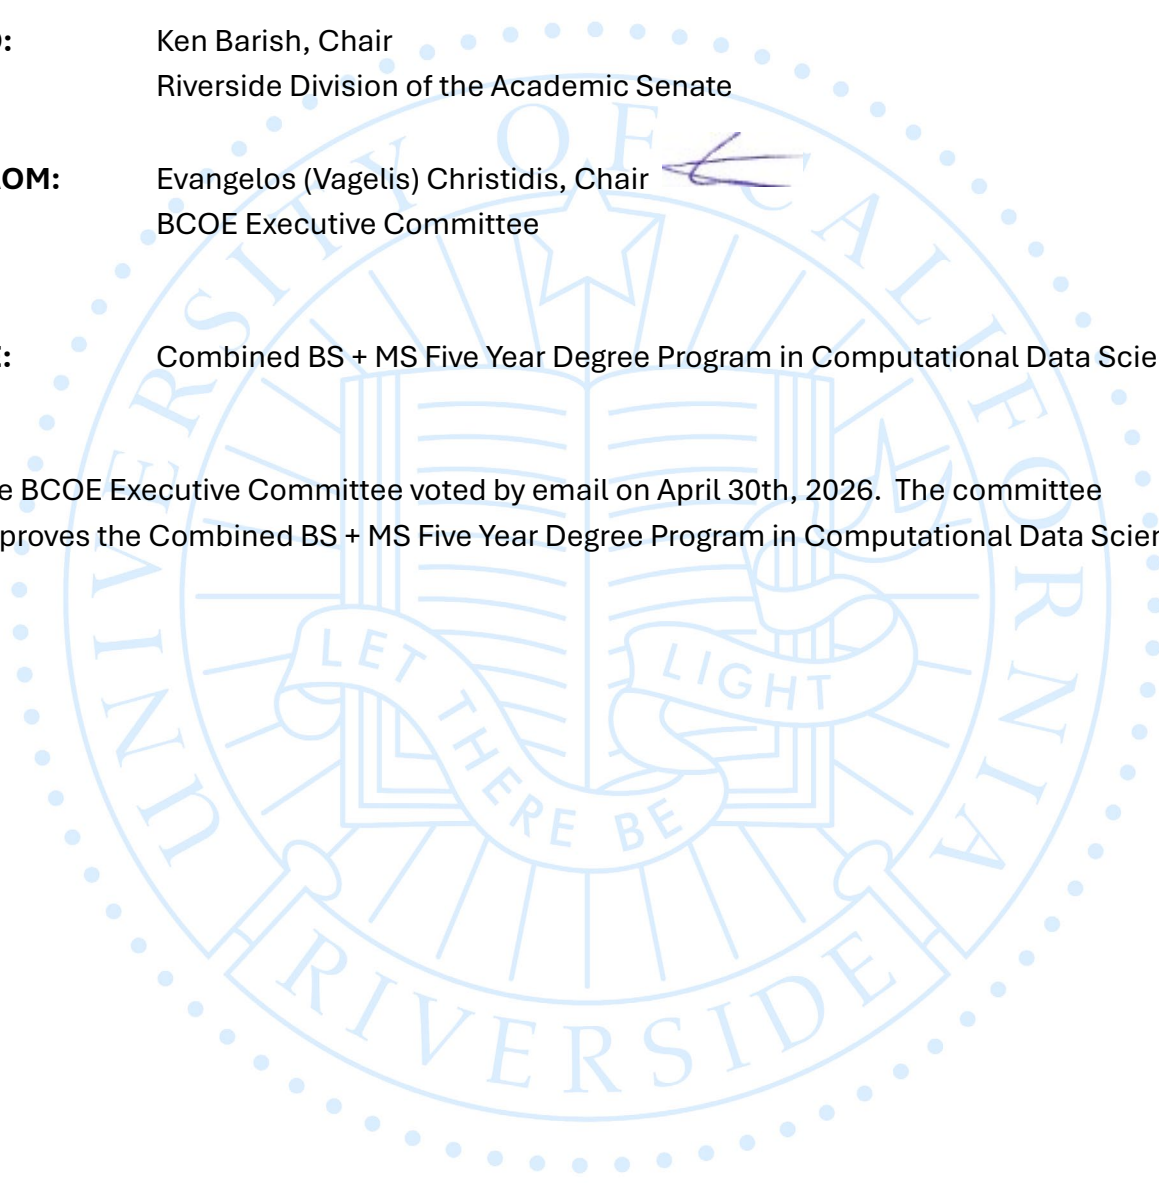 :
Ken Barish, Chair
Riverside Division of the Academic Senate
OM:
Evangelos (Vagelis) Christidis, Chair
BCOE Executive Committee
:
Combined BS + MS Five Year Degree Program in Computational Data Scie
e BCOE Executive Committee voted by email on April 30th, 2026. The committee
proves the Combined BS + MS Five Year Degree Program in Computational Data Scien
UNIVERSITY OF CALIFORNIA
LET THERE BE LIGHT
RIVERSIDE